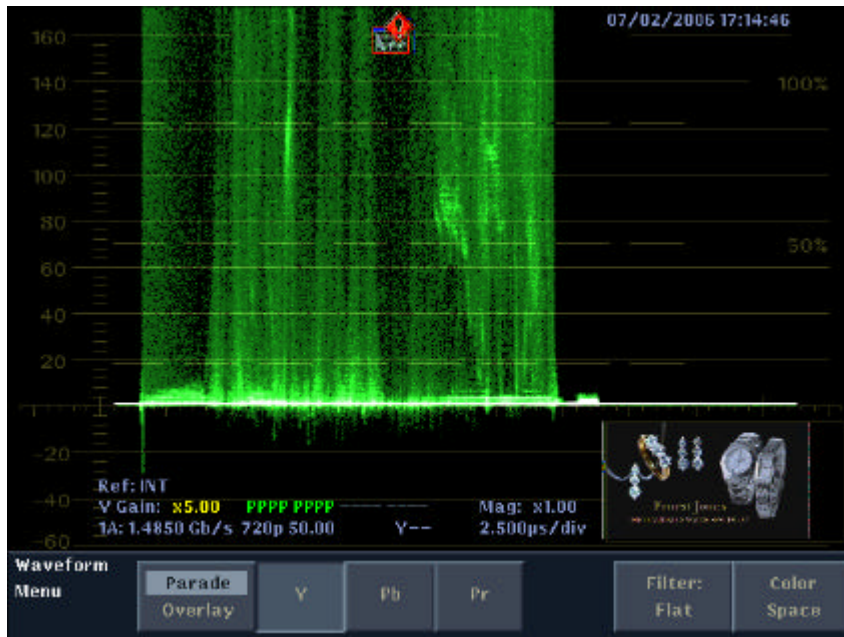 07/02/2006 17:14:46
160
140
100%
120
100
80
50%
60
40
20
-20
-40
-60
Ref: INT
V Gain: x5.00 PPPP PPPP ---- ---- Mag: x1.00
1A: 1.4850 Gb/s 720p 50.00 Y-- 2.500µs/div
Ernest Jones
Waveform
Menu
Parade
Overlay
Y
Pb
Pr
Filter:
Flat
Color
Space